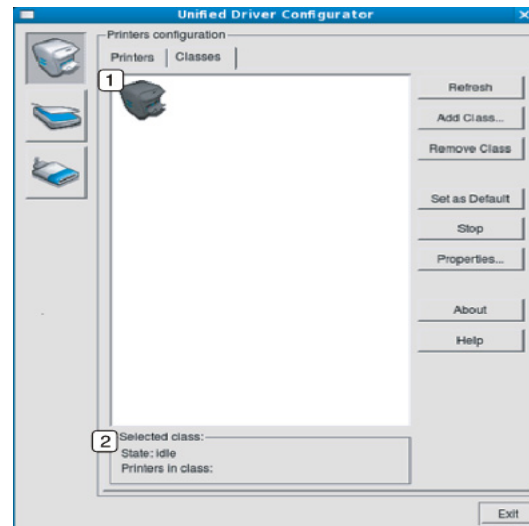 Unified Driver Configurator
Printers configuration
Printers Classes
1
Refresh
Add Class...
Remove Class
Set as Default
Stop
Properties...
About
Help
2 Selected class:
State: idle
Printers in class:
Exit